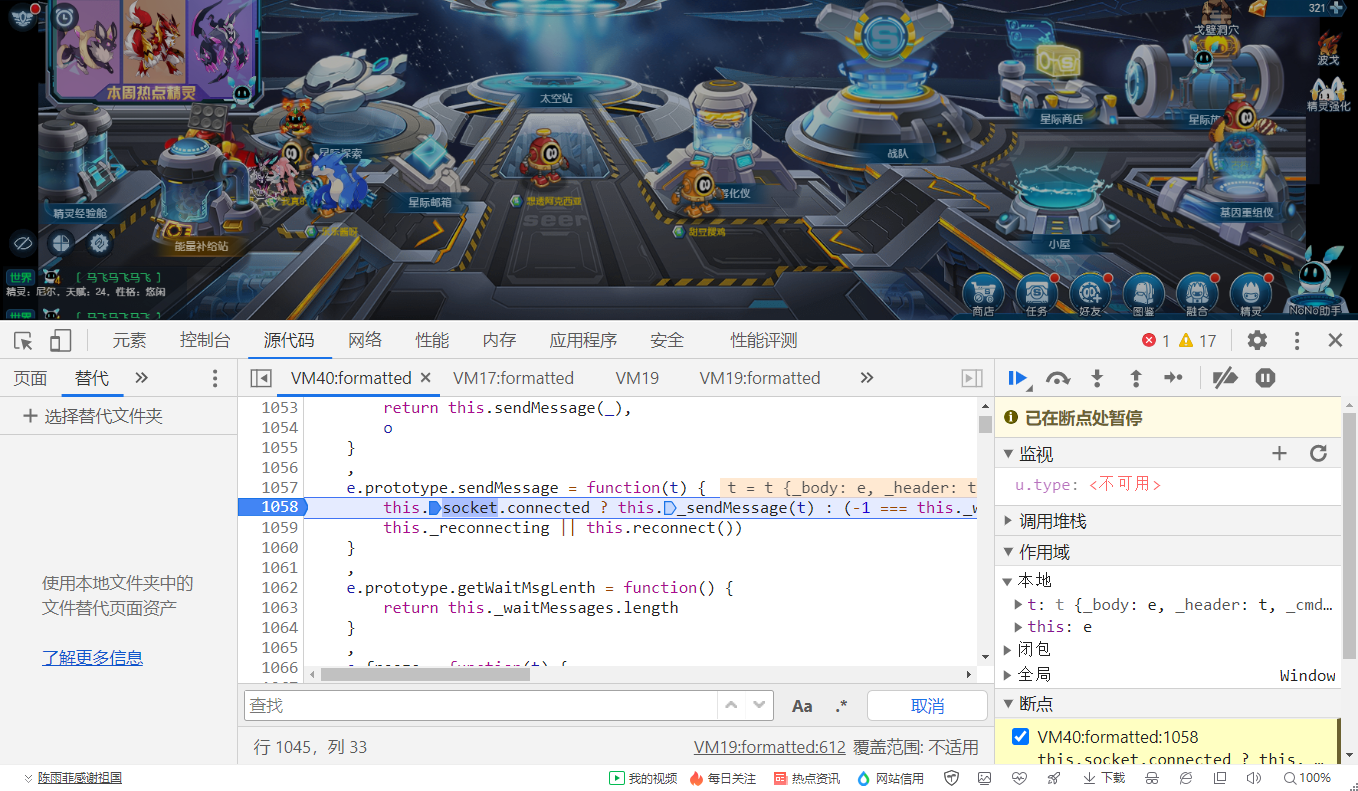 321
戈壁洞穴
波戈
精灵强化
本周热点精灵
太空站
星际商店
星际探索
战队
孵化仪
精灵经验舱
星际邮箱
想通阿克西亚
seer
甜豆腰鸡
基因重组仪
能量补给站
小屋
世界 [ 马飞马飞马飞 ]
精灵: 尼尔, 天赋: 24, 性格: 悠闲
世界 [ 马飞马飞马飞 ]
商店 任务 好友 图鉴 融合 精灵 NoNo助手
元素 控制台 源代码 网络 性能 内存 应用程序 安全 性能评测 1 17
页面 替代 VM40:formatted VM17:formatted VM19 VM19:formatted
选择替代文件夹
使用本地文件夹中的
文件替代页面资产
了解更多信息
1053 return this.sendMessage(_),
1054 o
1055 }
1056 ,
1057 e.prototype.sendMessage = function(t) { t = t {_body: e, _header: t
1058 this.socket.connected ? this._sendMessage(t) : (-1 === this._w
1059 this._reconnecting || this.reconnect())
1060 }
1061 ,
1062 e.prototype.getWaitMsgLenth = function() {
1063 return this._waitMessages.length
1064 }
1065 ,
1066
查找 Aa .* 取消
行 1045，列 33 VM19:formatted:612 覆盖范围: 不适用
已在断点处暂停
监视
u.type: <不可用>
调用堆栈
作用域
本地
t: t {_body: e, _header: t, _cmd…
this: e
闭包
全局 Window
断点
VM40:formatted:1058
this.socket.connected ? this. …
陈雨菲感谢祖国 我的视频 每日关注 热点资讯 网站信用 下载 100%